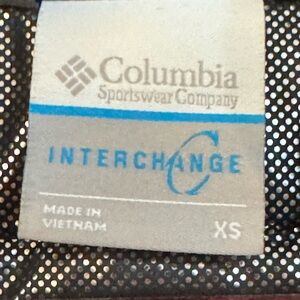 Columbia
Sportswear Company
INTERCHANGE
MADE IN
VIETNAM
XS